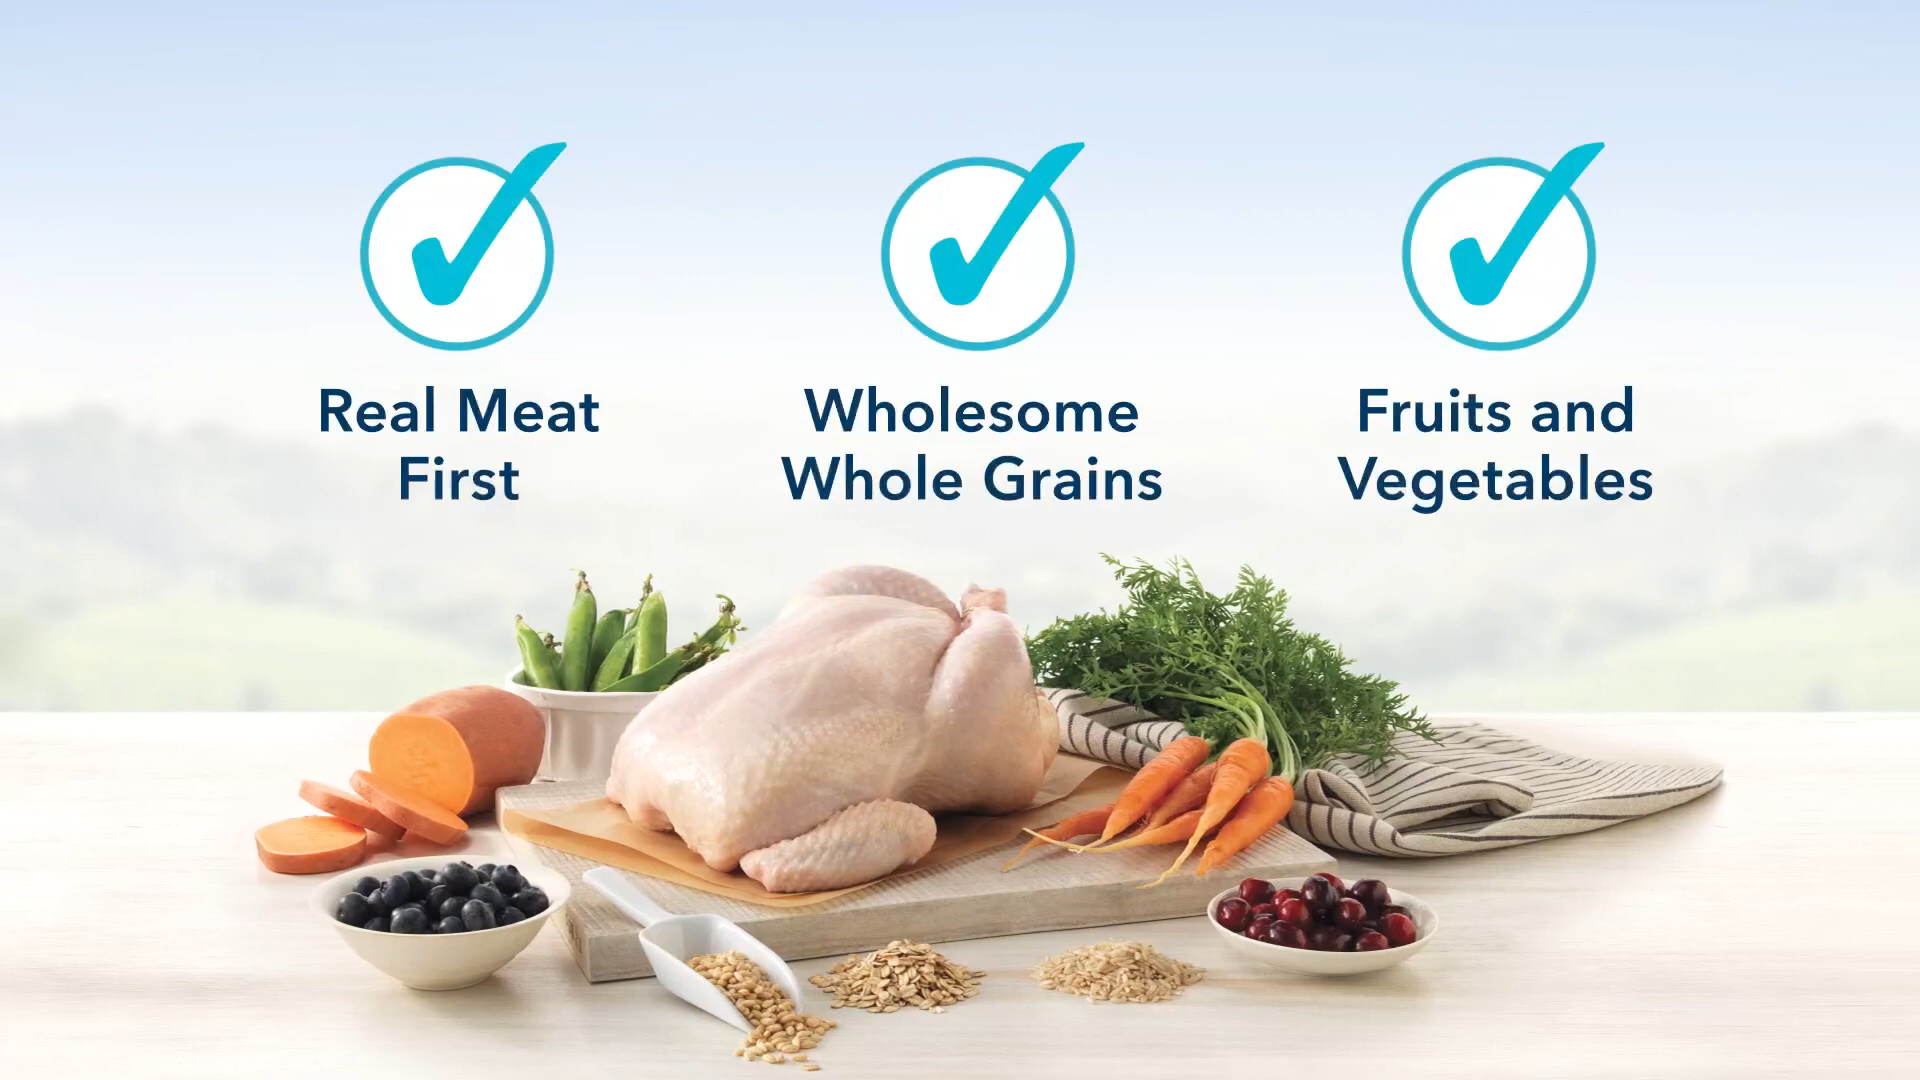 Real Meat
First
Wholesome
Whole Grains
Fruits and
Vegetables